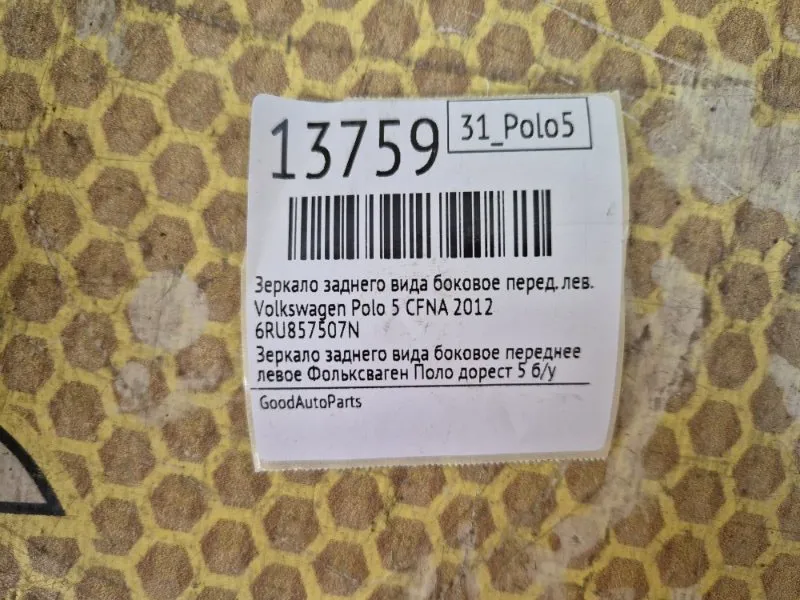 13759
31_Polo5
Зеркало заднего вида боковое перед. лев.
Volkswagen Polo 5 CFNA 2012
6RU857507N
Зеркало заднего вида боковое переднее
левое Фольксваген Поло дорест 5 б/у
GoodAutoParts